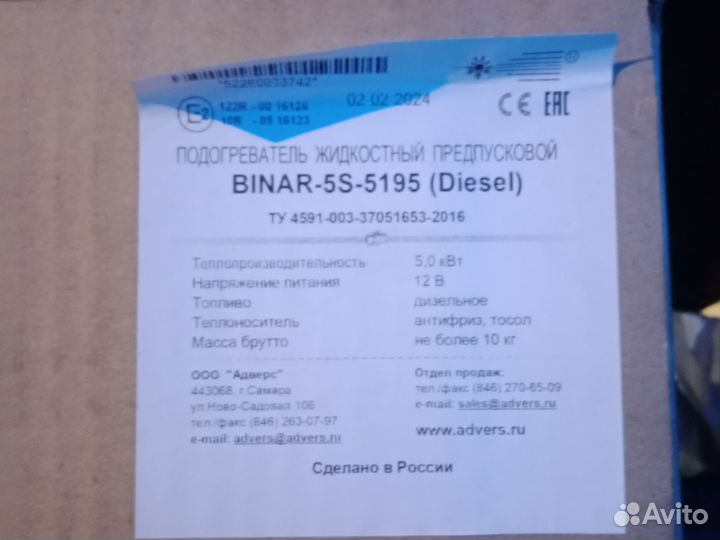 *52260033742*
E2
122R - 00 16126
10R - 05 16123
02 02 2024
CE EAC
ПОДОГРЕВАТЕЛЬ ЖИДКОСТНЫЙ ПРЕДПУСКОВОЙ
BINAR-5S-5195 (Diesel)
ТУ 4591-003-37051653-2016
Теплопроизводительность 5,0 кВт
Напряжение питания 12 В
Топливо дизельное
Теплоноситель антифриз, тосол
Масса брутто не более 10 кг
ООО "Адверс"
443068, г.Самара
ул.Ново-Садовая 106
тел./факс (846) 263-07-97
e-mail: advers@advers.ru
Отдел продаж:
тел./факс (846) 270-65-09
e-mail: sales@advers.ru
www.advers.ru
Сделано в России
Avito